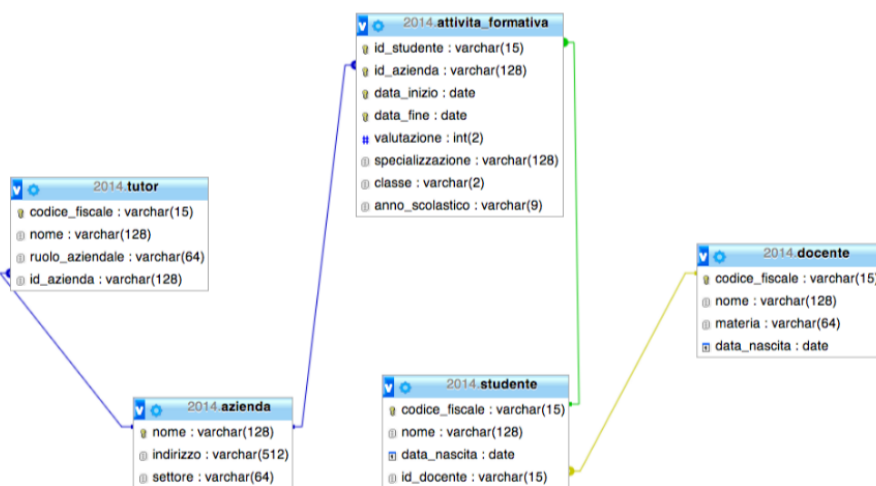 2014.attivita_formativa
id_studente : varchar(15)
id_azienda : varchar(128)
data_inizio : date
data_fine : date
# valutazione : int(2)
specializzazione : varchar(128)
classe : varchar(2)
anno_scolastico : varchar(9)
2014.tutor
codice_fiscale : varchar(15)
nome : varchar(128)
ruolo_aziendale : varchar(64)
id_azienda : varchar(128)
2014.docente
codice_fiscale : varchar(15)
nome : varchar(128)
materia : varchar(64)
data_nascita : date
2014.azienda
nome : varchar(128)
indirizzo : varchar(512)
settore : varchar(64)
2014.studente
codice_fiscale : varchar(15)
nome : varchar(128)
data_nascita : date
id_docente : varchar(15)